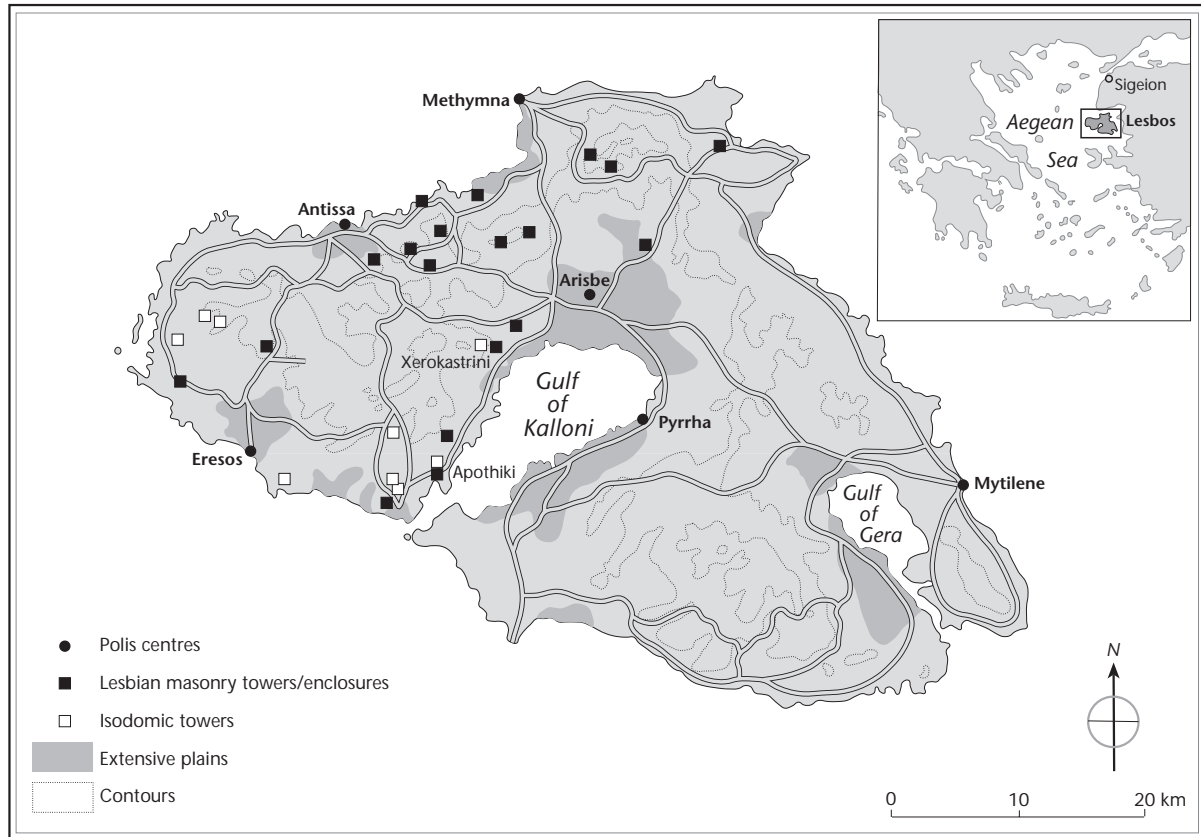 Methymna
Antissa
Arisbe
Xerokastrini
Gulf
of
Kalloni
Pyrrha
Eresos
Apothiki
Mytilene
Gulf
of
Gera
Sigeion
Aegean
Lesbos
Sea
Polis centres
Lesbian masonry towers/enclosures
Isodomic towers
Extensive plains
Contours
N
0 10 20 km